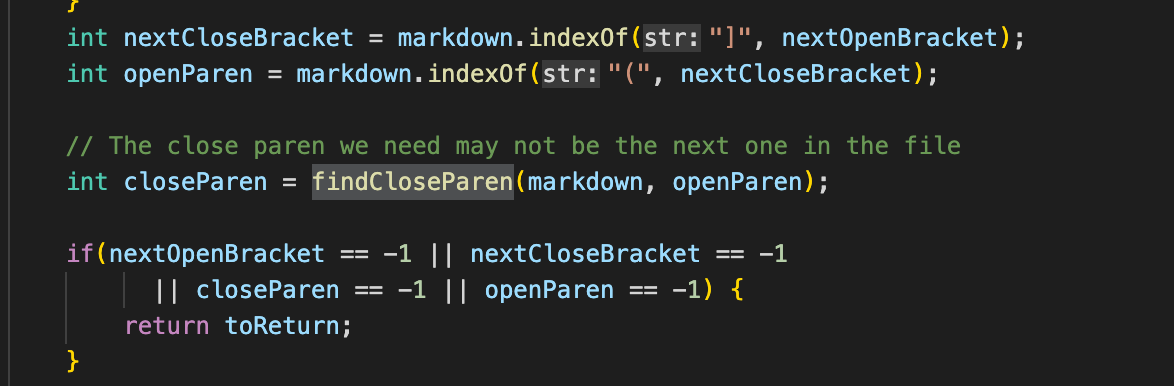 }
int nextCloseBracket = markdown.indexOf(str: "]", nextOpenBracket);
int openParen = markdown.indexOf(str: "(", nextCloseBracket);
// The close paren we need may not be the next one in the file
int closeParen = findCloseParen(markdown, openParen);
if(nextOpenBracket == -1 || nextCloseBracket == -1
|| closeParen == -1 || openParen == -1) {
return toReturn;
}